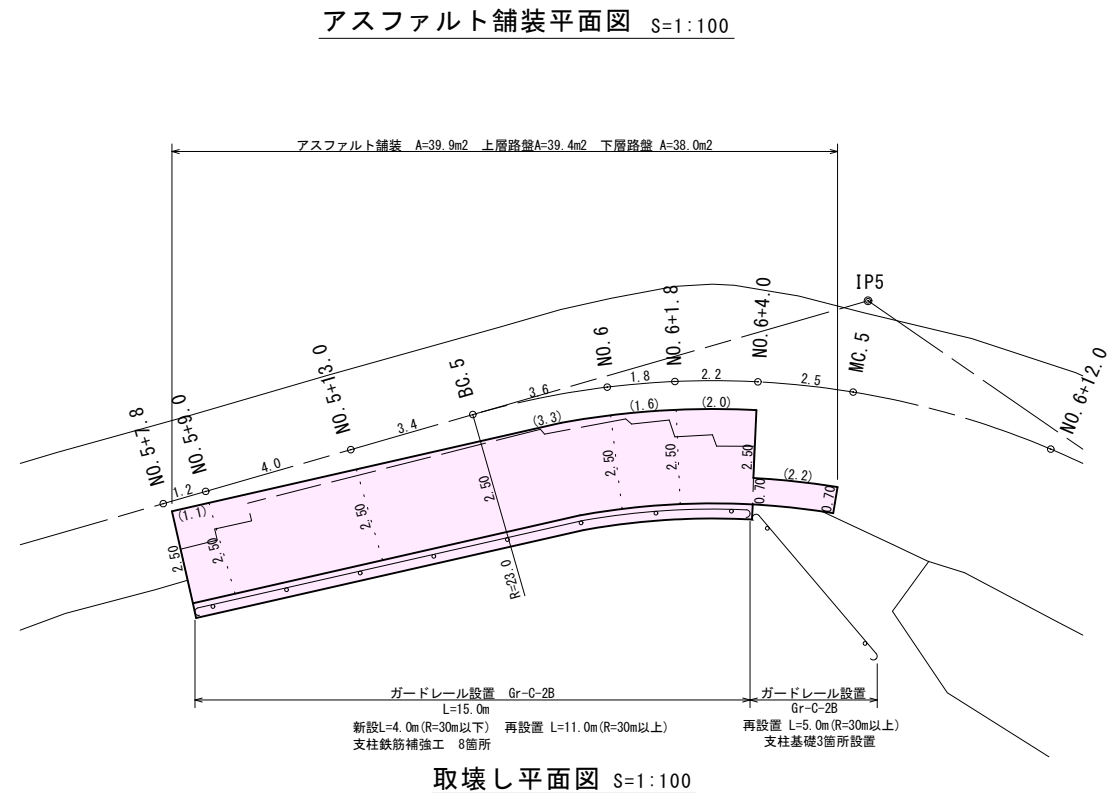 アスファルト舗装平面図 S=1:100
アスファルト舗装 A=39.9m2 上層路盤A=39.4m2 下層路盤 A=38.0m2
IP5
NO.5+7.8
NO.5+9.0
NO.5+13.0
BC.5
NO.6
NO.6+1.8
NO.6+4.0
MC.5
NO.6+12.0
1.2
4.0
3.4
3.6
1.8
2.2
2.5
(1.1)
(3.3)
(1.6)
(2.0)
(2.2)
2.50
2.50
2.50
2.50
2.50
2.50
2.50
0.70
0.70
R=23.0
ガードレール設置 Gr-C-2B
L=15.0m
新設L=4.0m(R=30m以下) 再設置 L=11.0m(R=30m以上)
支柱鉄筋補強工 8箇所
ガードレール設置
Gr-C-2B
再設置 L=5.0m(R=30m以上)
支柱基礎3箇所設置
取壊し平面図 S=1:100